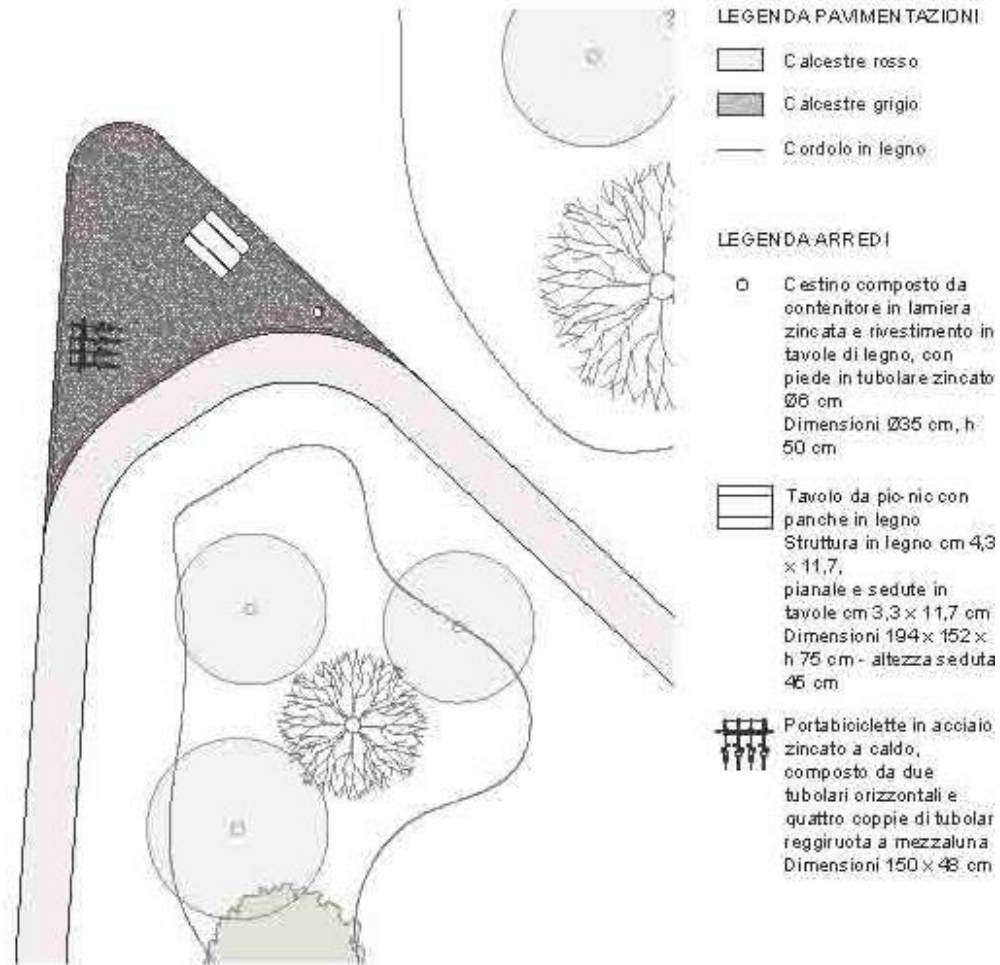 LEGENDA PAVIMENTAZIONI
Calcestre rosso
Calcestre grigio
Cordolo in legno
LEGENDA ARREDI
Cestino composto da
contenitore in lamiera
zincata e rivestimento in
tavole di legno, con
piede in tubolare zincato
Ø6 cm
Dimensioni Ø35 cm, h
50 cm
Tavolo da pic-nic con
panche in legno
Struttura in legno cm 4,3
x 11,7,
pianale e sedute in
tavole cm 3,3 x 11,7 cm
Dimensioni 194 x 152 x
h 75 cm - altezza seduta
45 cm
Portabiciclette in acciaio
zincato a caldo,
composto da due
tubolari orizzontali e
quattro coppie di tubolar
reggiruota a mezzaluna
Dimensioni 150 x 48 cm